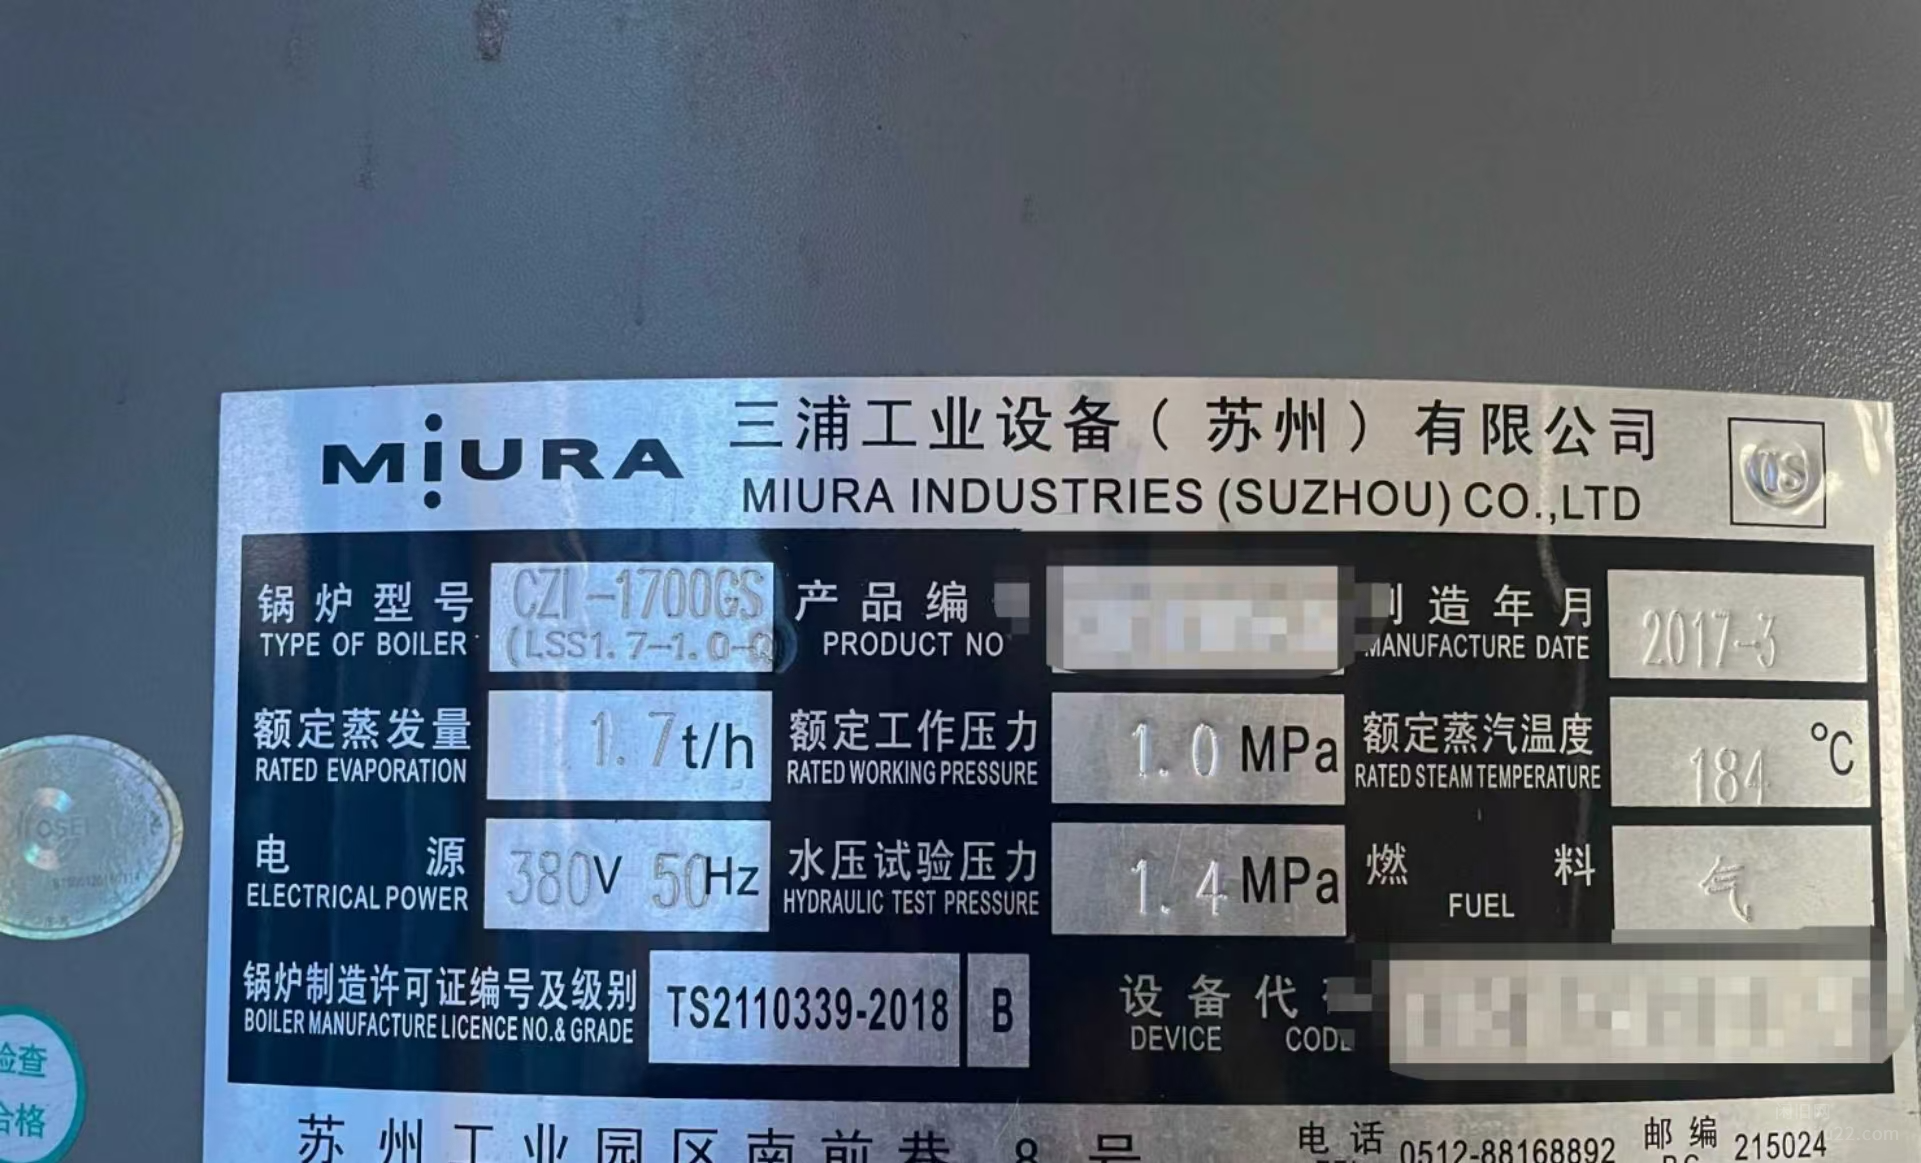 MIURA
三浦工业设备（苏州）有限公司
MIURA INDUSTRIES (SUZHOU) CO.,LTD
锅炉型号 CZI-1700GS 产品编 造年月 2017-3
TYPE OF BOILER (LSS1.7-1.0-Q PRODUCT NO MANUFACTURE DATE
额定蒸发量 1.7t/h 额定工作压力 1.0 MPa 额定蒸汽温度 184 °C
RATED EVAPORATION RATED WORKING PRESSURE RATED STEAM TEMPERATURE
电源 380V 50Hz 水压试验压力 1.4 MPa 燃料 气
ELECTRICAL POWER HYDRAULIC TEST PRESSURE FUEL
锅炉制造许可证编号及级别 TS2110339-2018 B 设备代
BOILER MANUFACTURE LICENCE NO.& GRADE DEVICE CODE
苏州工业园区南前巷8号 电话 0512-88168892 邮编 215024
检查
合格